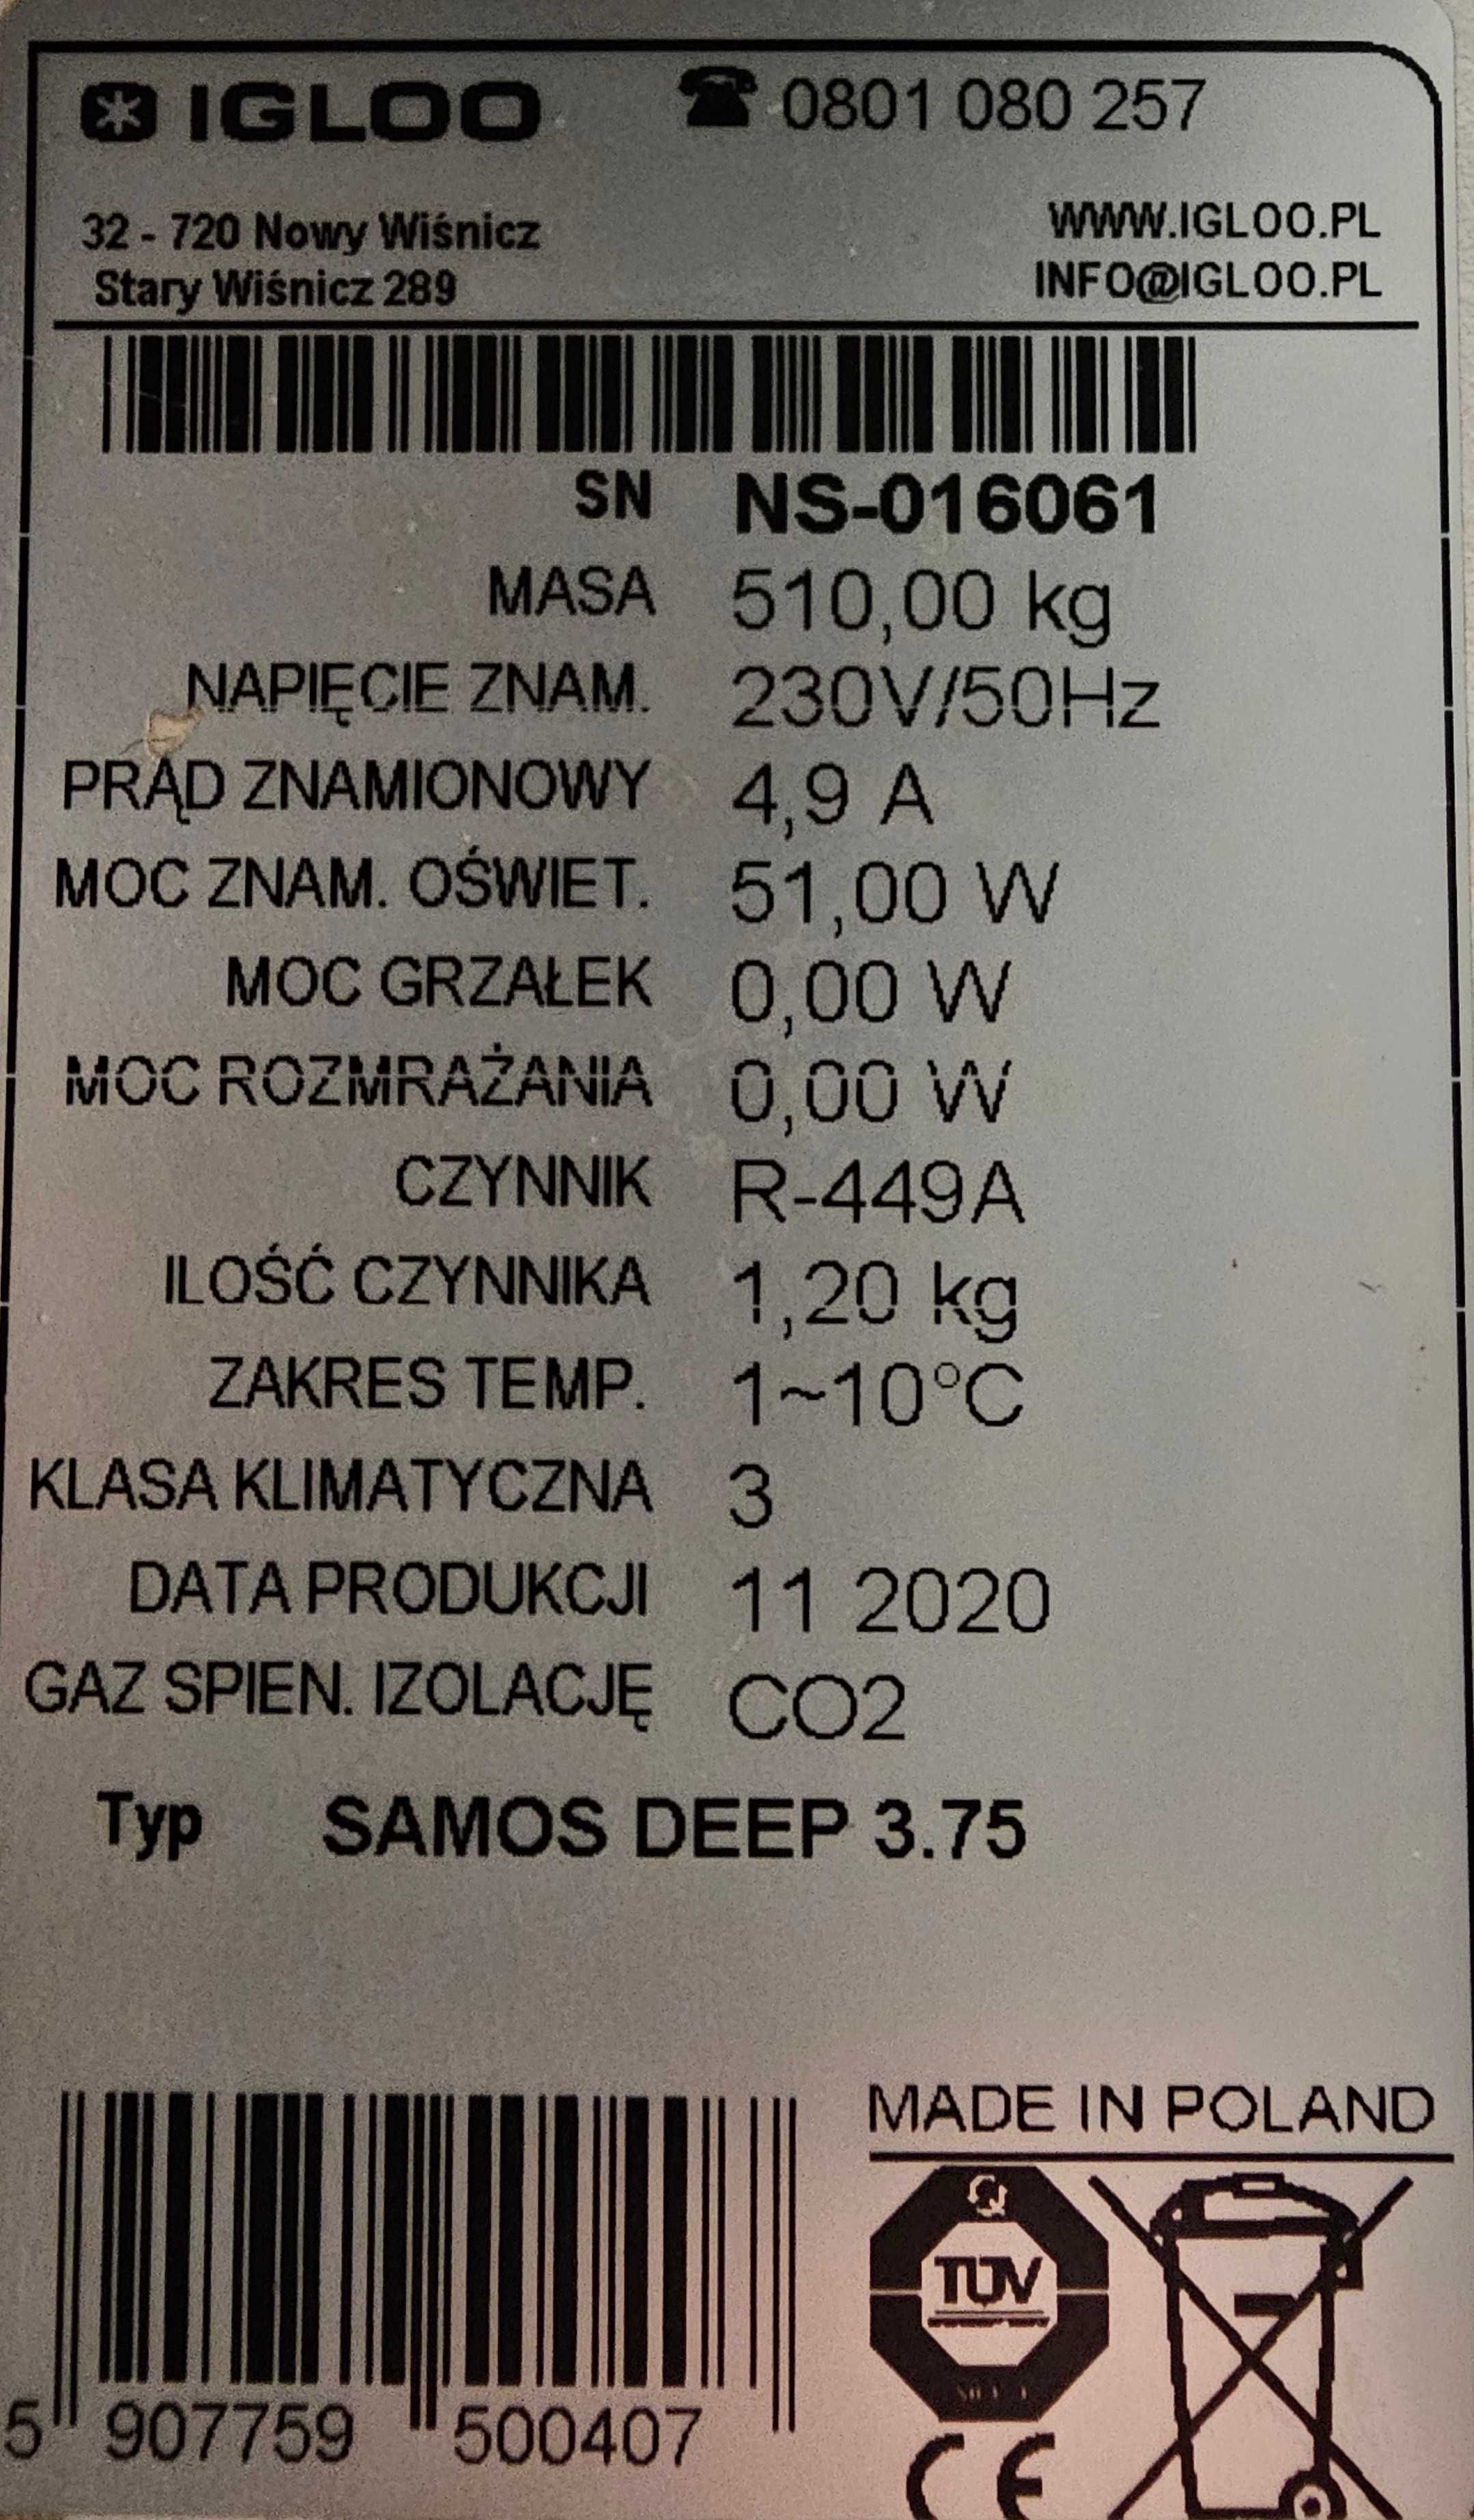 IGLOO 0801 080 257
32 - 720 Nowy Wiśnicz WWW.IGLOO.PL
Stary Wiśnicz 289 INFO@IGLOO.PL
SN NS-016061
MASA 510,00 kg
NAPIĘCIE ZNAM. 230V/50Hz
PRĄD ZNAMIONOWY 4,9 A
MOC ZNAM. OŚWIET. 51,00 W
MOC GRZAŁEK 0,00 W
MOC ROZMRAŻANIA 0,00 W
CZYNNIK R-449A
ILOŚĆ CZYNNIKA 1,20 kg
ZAKRES TEMP. 1~10°C
KLASA KLIMATYCZNA 3
DATA PRODUKCJI 11 2020
GAZ SPIEN. IZOLACJĘ CO2
Typ SAMOS DEEP 3.75
MADE IN POLAND
TÜV
CE
5 907759 500407